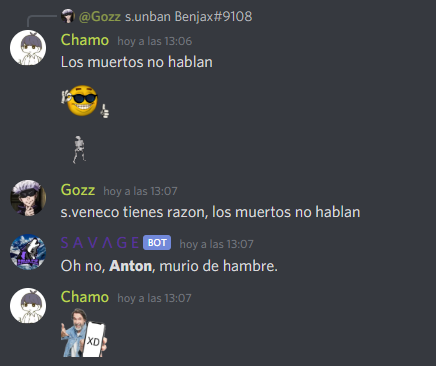 @Gozz s.unban Benjax#9108
Chamo hoy a las 13:06
Los muertos no hablan
Gozz hoy a las 13:07
s.veneco tienes razon, los muertos no hablan
S A V A G E BOT hoy a las 13:07
Oh no, Anton, murio de hambre.
Chamo hoy a las 13:07
XD